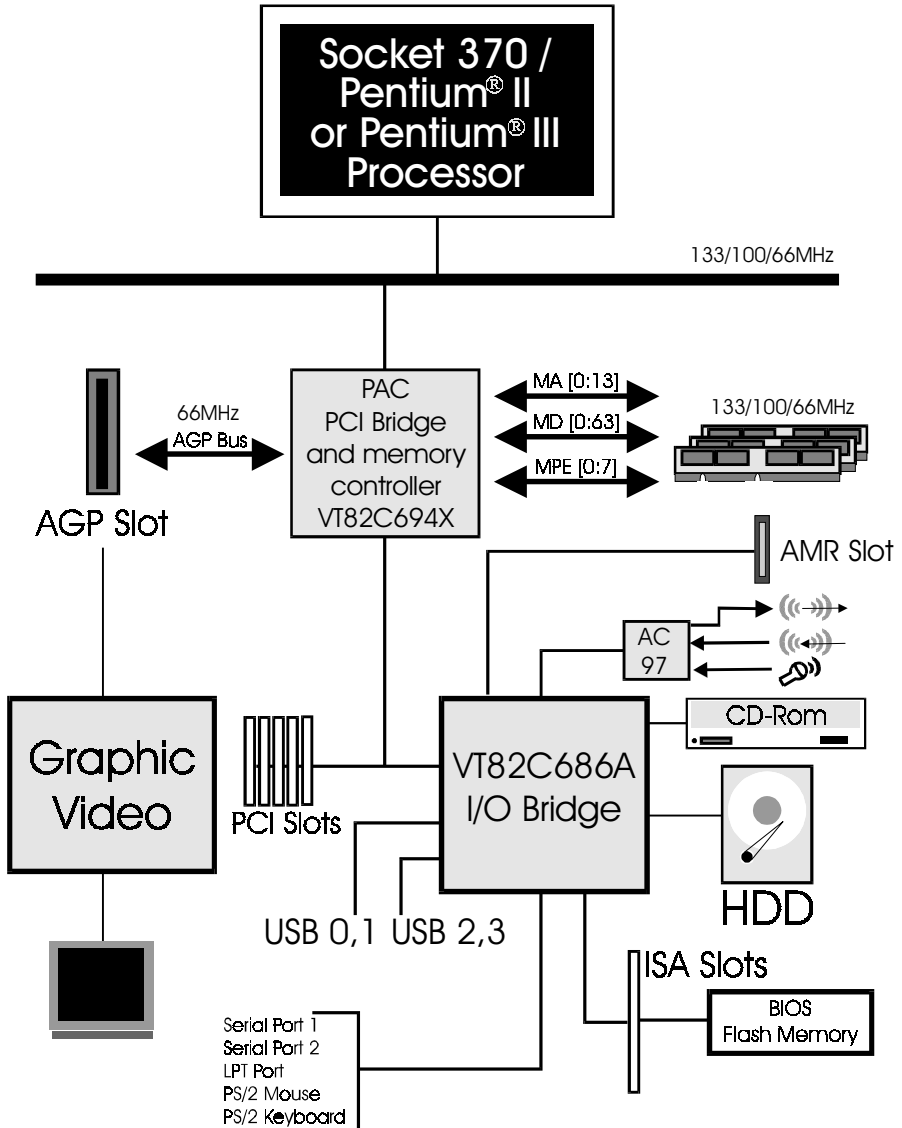 Socket 370 /
Pentium® II
or Pentium® III
Processor
133/100/66MHz
PAC
PCI Bridge
and memory
controller
VT82C694X
66MHz
AGP Bus
AGP Slot
MA [0:13]
MD [0:63]
MPE [0:7]
133/100/66MHz
AMR Slot
AC
97
CD-Rom
Graphic
Video
PCI Slots
VT82C686A
I/O Bridge
HDD
USB 0,1
USB 2,3
ISA Slots
BIOS
Flash Memory
Serial Port 1
Serial Port 2
LPT Port
PS/2 Mouse
PS/2 Keyboard